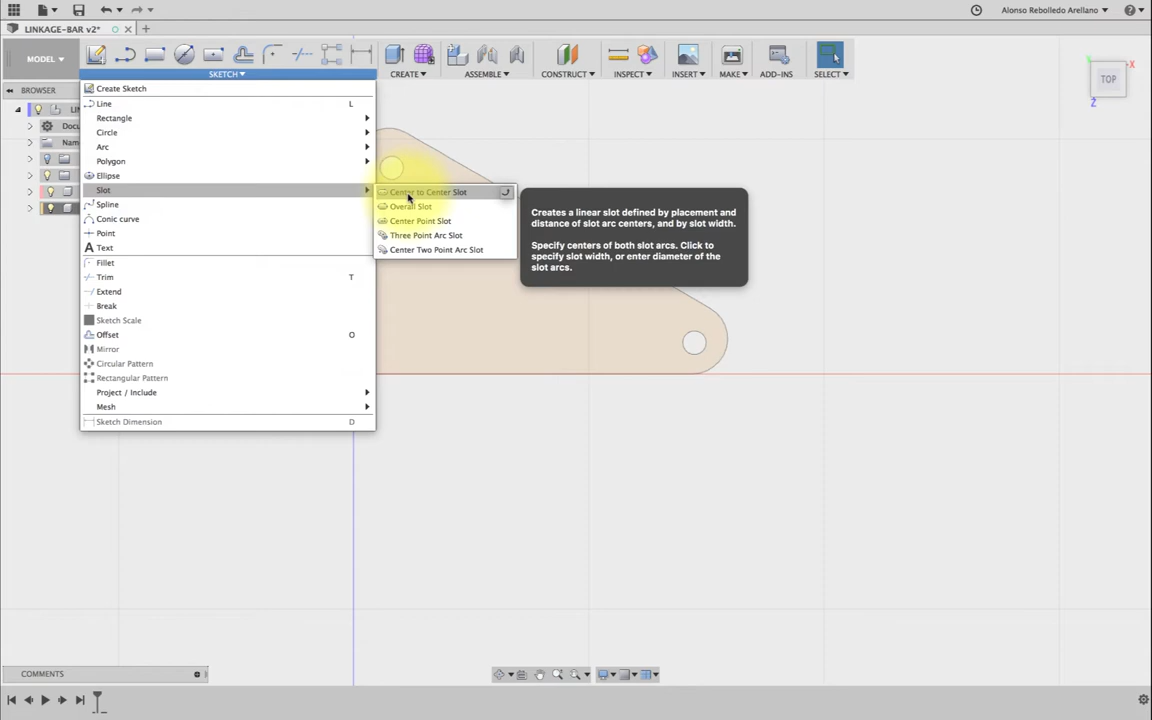 Alonso Rebolledo Arellano
LINKAGE-BAR v2*
MODEL
SKETCH
CREATE
ASSEMBLE
CONSTRUCT
INSPECT
INSERT
MAKE
ADD-INS
SELECT
BROWSER
TOP
X
Z
LIN
Docu
Name
Create Sketch
Line L
Rectangle
Circle
Arc
Polygon
Ellipse
Slot
Spline
Conic curve
Point
Text
Fillet
Trim T
Extend
Break
Sketch Scale
Offset O
Mirror
Circular Pattern
Rectangular Pattern
Project / Include
Mesh
Sketch Dimension D
Center to Center Slot
Overall Slot
Center Point Slot
Three Point Arc Slot
Center Two Point Arc Slot
Creates a linear slot defined by placement and
distance of slot arc centers, and by slot width.
Specify centers of both slot arcs. Click to
specify slot width, or enter diameter of the
slot arcs.
COMMENTS